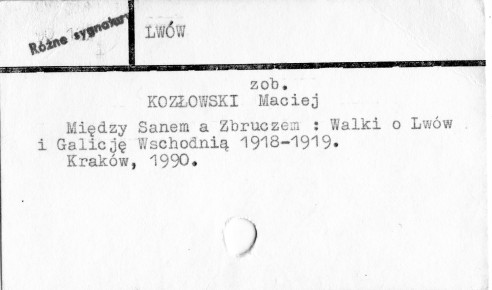 Różne sygnatury
LWÓW
zob.
KOZŁOWSKI Maciej
Między Sanem a Zbruczem : Walki o Lwów
i Galicję Wschodnią 1918-1919.
Kraków, 1990.